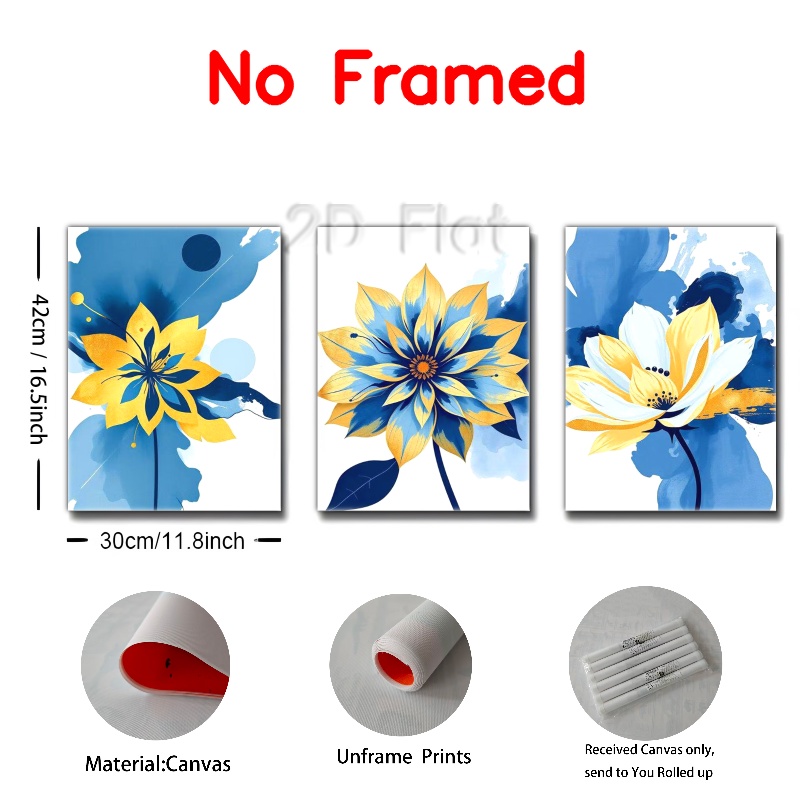 No Framed
2D Flat
42cm / 16.5inch
30cm/11.8inch
Material:Canvas
Unframe Prints
Received Canvas only,
send to You Rolled up